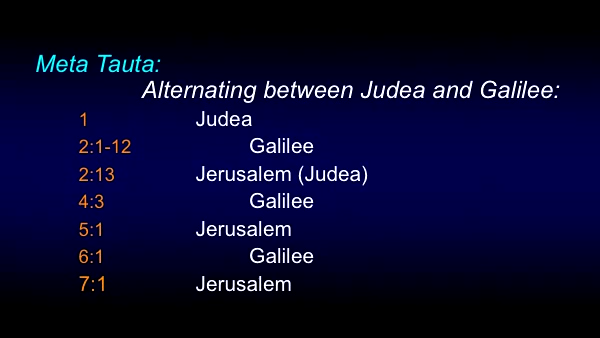 Meta Tauta:
Alternating between Judea and Galilee:
1 Judea
2:1-12 Galilee
2:13 Jerusalem (Judea)
4:3 Galilee
5:1 Jerusalem
6:1 Galilee
7:1 Jerusalem